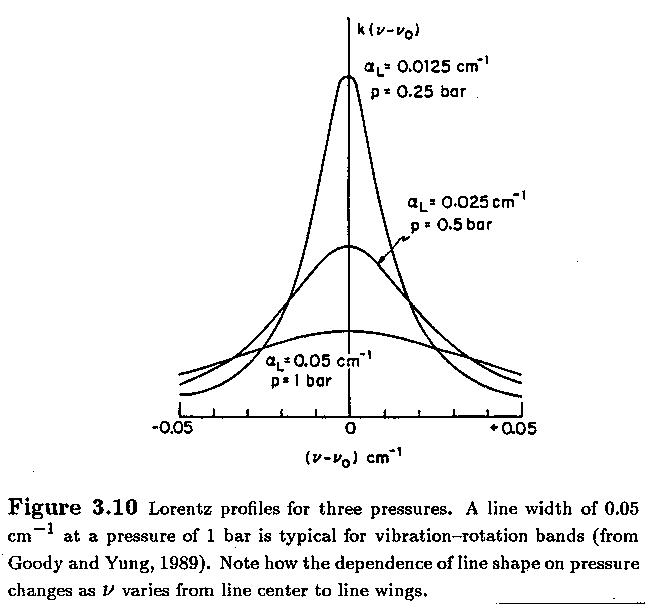 k(ν-ν₀)
α_L = 0.0125 cm⁻¹
p = 0.25 bar
α_L = 0.025 cm⁻¹
p = 0.5 bar
α_L = 0.05 cm⁻¹
p = 1 bar
-0.05 0 +0.05
(ν-ν₀) cm⁻¹
Figure 3.10 Lorentz profiles for three pressures. A line width of 0.05
cm⁻¹ at a pressure of 1 bar is typical for vibration–rotation bands (from
Goody and Yung, 1989). Note how the dependence of line shape on pressure
changes as ν varies from line center to line wings.